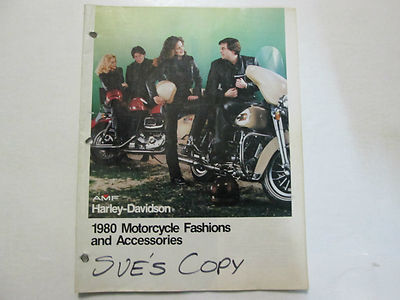 AMF
Harley-Davidson
1980 Motorcycle Fashions
and Accessories
SUE'S COPY